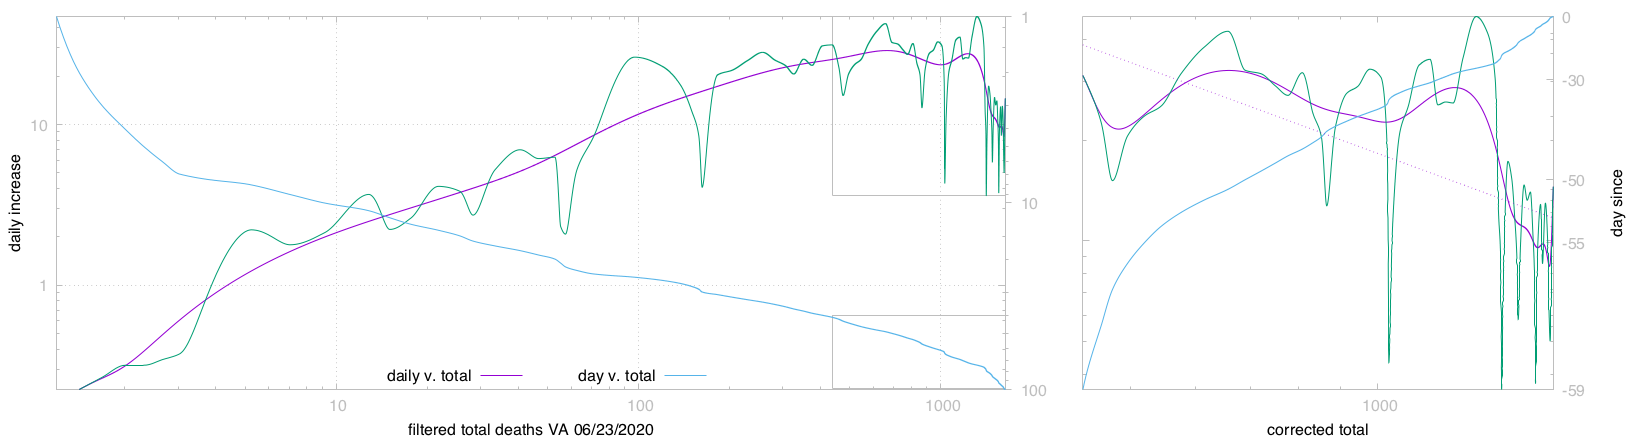 daily increase
10
1
daily v. total
day v. total
1
10
100
10
100
1000
filtered total deaths VA 06/23/2020
0
-30
-50
-55
-59
day since
1000
corrected total